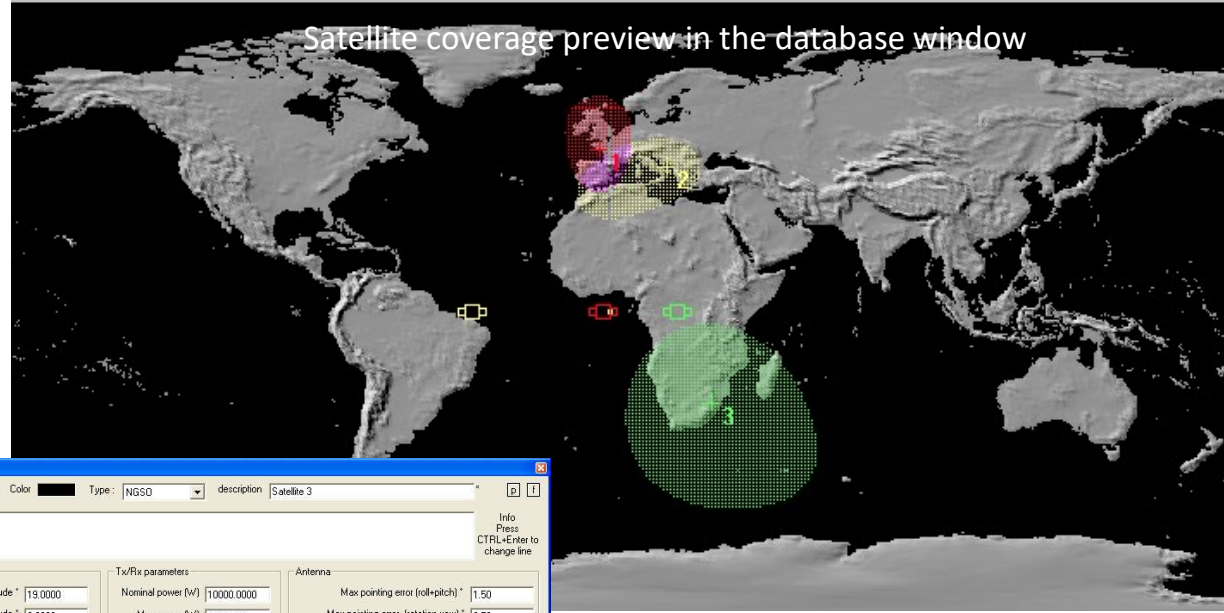 Satellite coverage preview in the database window
1
2
3
Color Type : NGSO description Satellite 3 * p f
Info
Press
CTRL+Enter to
change line
Tx/Rx parameters Antenna
19.0000 Nominal power (W) 10000.0000 Max pointing error (roll+pitch) ° 1.50